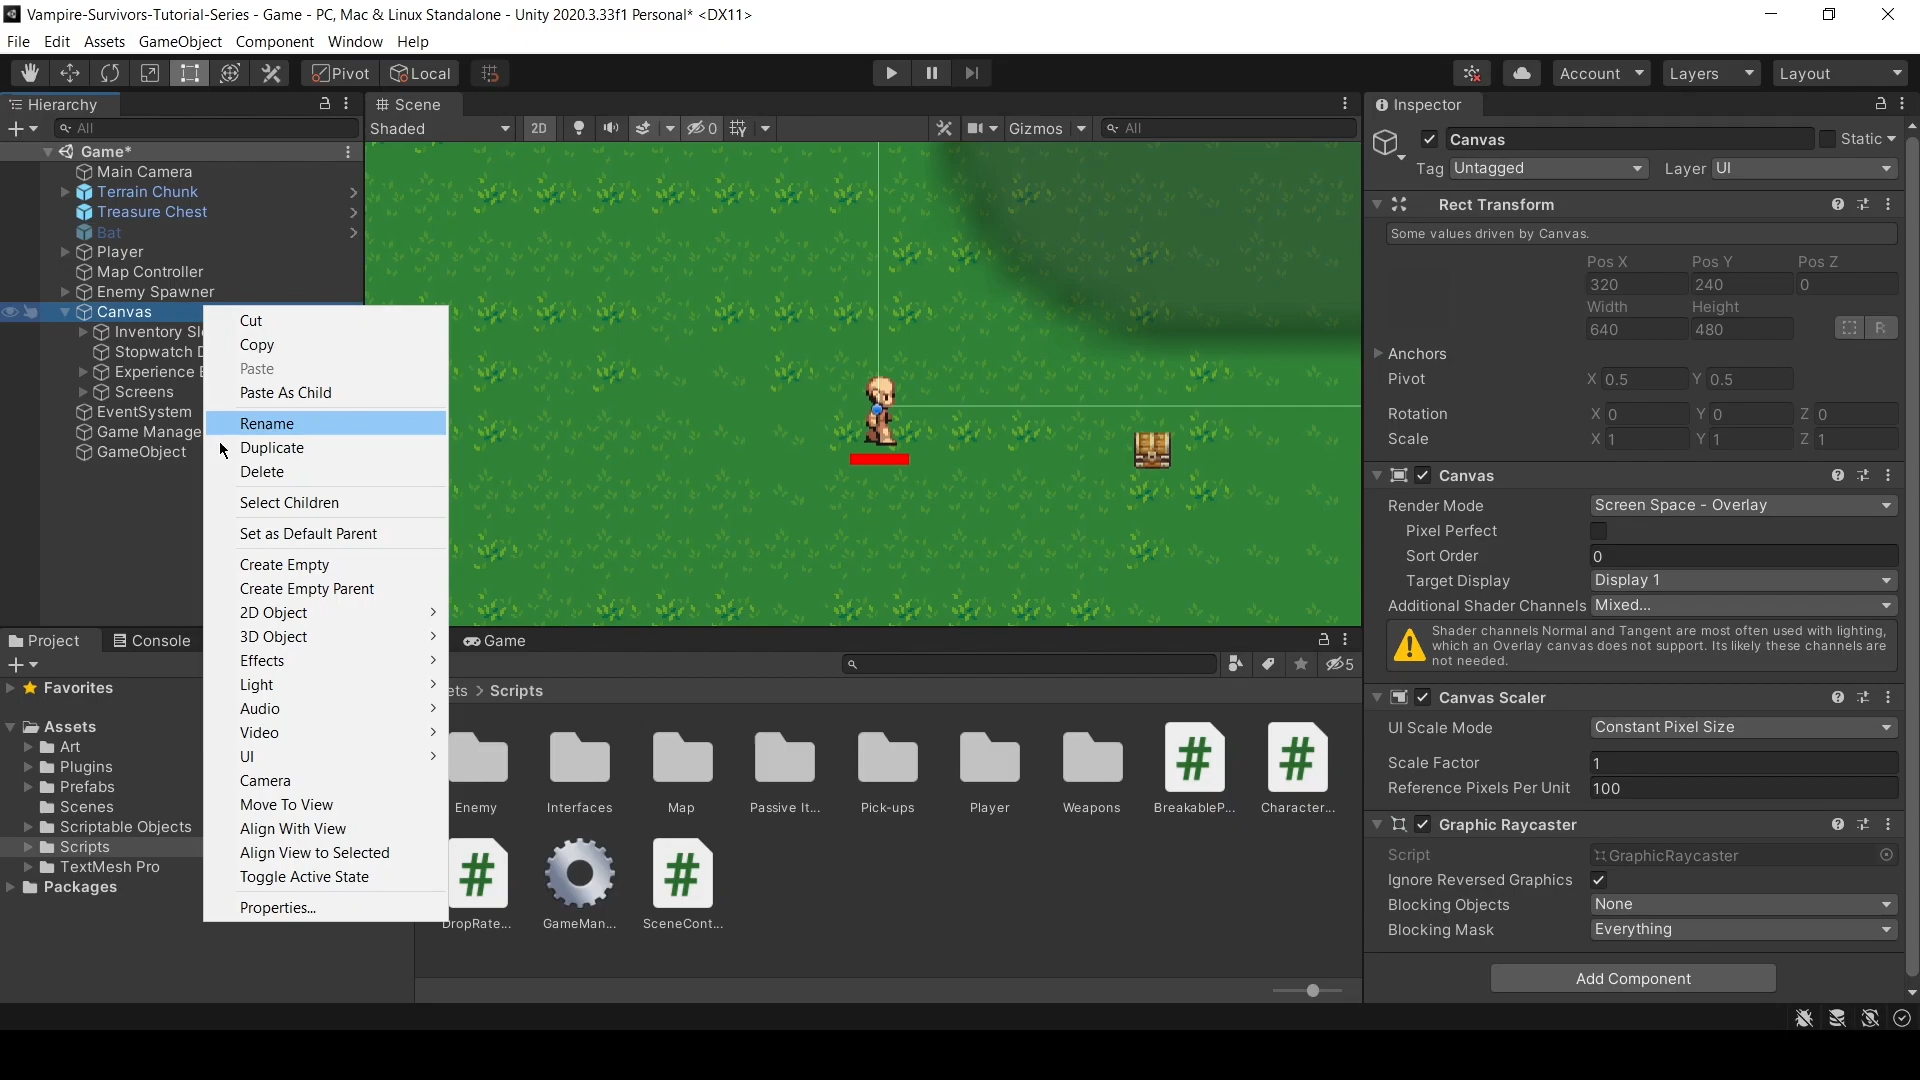 Vampire-Survivors-Tutorial-Series - Game - PC, Mac & Linux Standalone - Unity 2020.3.33f1 Personal* <DX11>
File Edit Assets GameObject Component Window Help
Pivot Local Account Layers Layout
Hierarchy
All
Game*
Main Camera
Terrain Chunk
Treasure Chest
Bat
Player
Map Controller
Enemy Spawner
Canvas
Inventory Sl
Stopwatch D
Experience
Screens
EventSystem
Game Manage
GameObject
Cut
Copy
Paste
Paste As Child
Rename
Duplicate
Delete
Select Children
Set as Default Parent
Create Empty
Create Empty Parent
2D Object
3D Object
Effects
Light
Audio
Video
UI
Camera
Move To View
Align With View
Align View to Selected
Toggle Active State
Properties...
Scene
Shaded 2D 0 Gizmos All
Project Console
Favorites
Assets
Art
Plugins
Prefabs
Scenes
Scriptable Objects
Scripts
TextMesh Pro
Packages
Game
5
ets > Scripts
Enemy Interfaces Map Passive It... Pick-ups Player Weapons BreakableP... Character...
DropRate... GameMan... SceneCont...
Inspector
Canvas Static
Tag Untagged Layer UI
Rect Transform
Some values driven by Canvas.
Pos X Pos Y Pos Z
320 240 0
Width Height
640 480 R
Anchors
Pivot X 0.5 Y 0.5
Rotation X 0 Y 0 Z 0
Scale X 1 Y 1 Z 1
Canvas
Render Mode Screen Space - Overlay
Pixel Perfect
Sort Order 0
Target Display Display 1
Additional Shader Channels Mixed...
Shader channels Normal and Tangent are most often used with lighting,
which an Overlay canvas does not support. Its likely these channels are
not needed.
Canvas Scaler
UI Scale Mode Constant Pixel Size
Scale Factor 1
Reference Pixels Per Unit 100
Graphic Raycaster
Script GraphicRaycaster
Ignore Reversed Graphics
Blocking Objects None
Blocking Mask Everything
Add Component